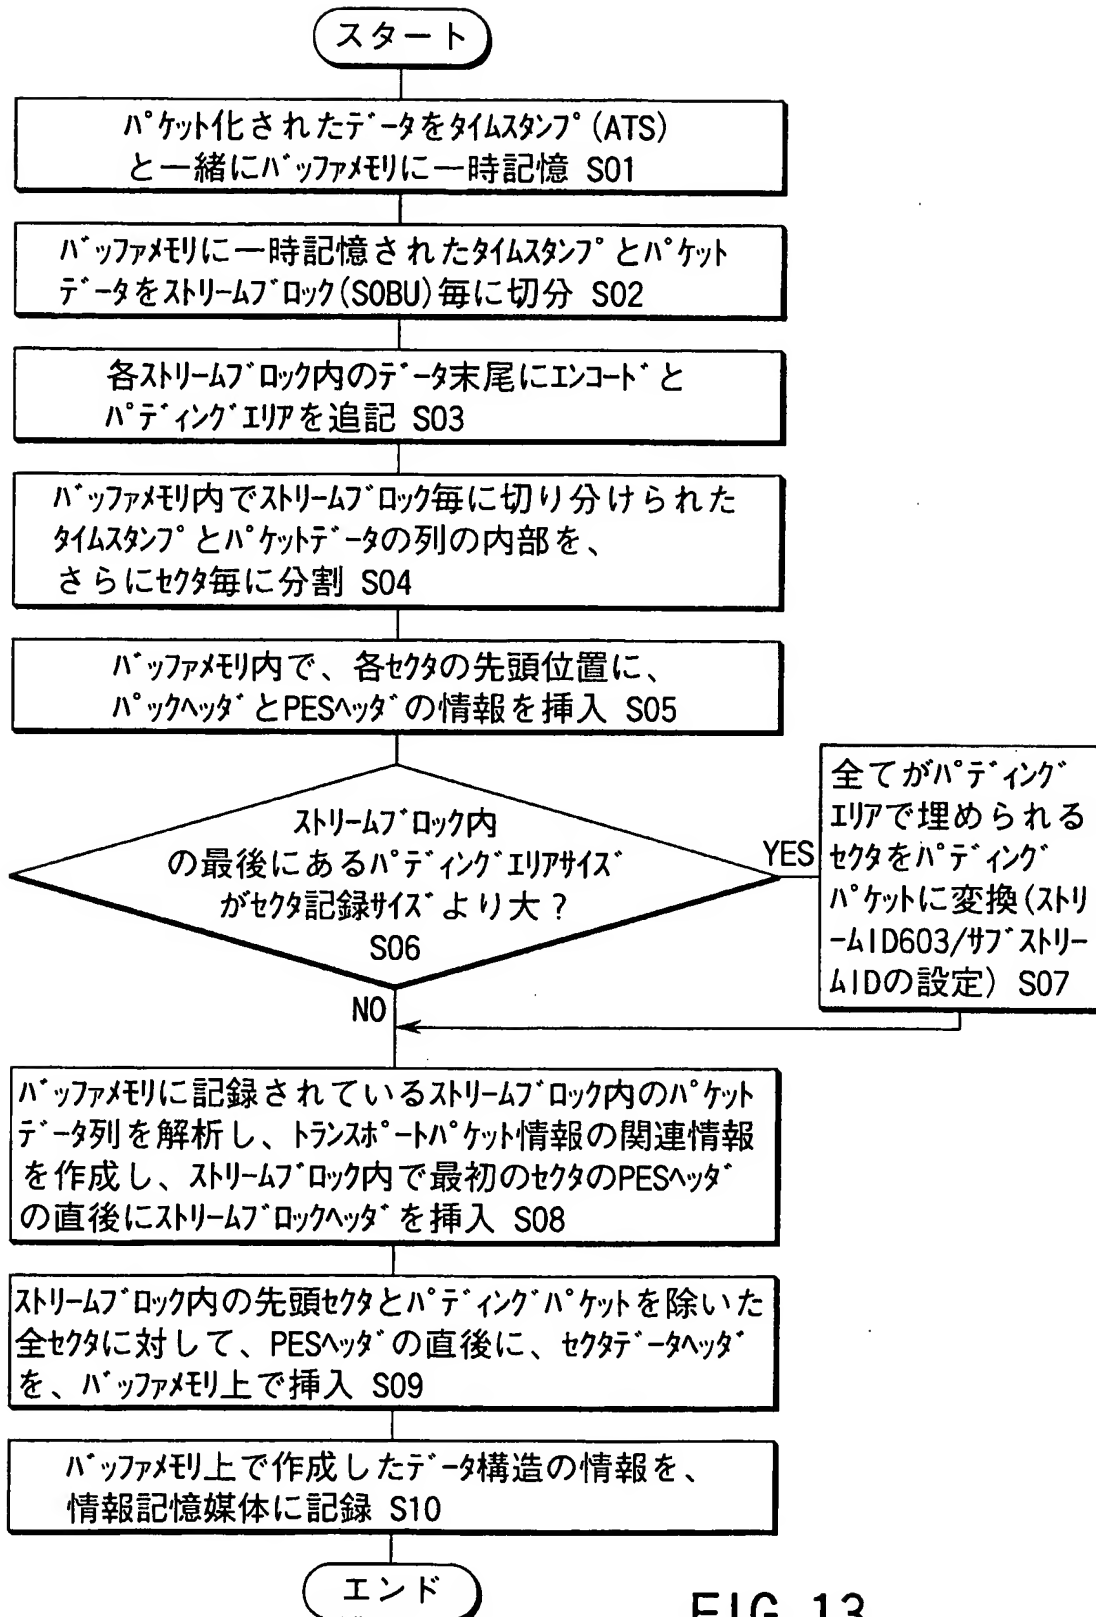 スタート
パケット化されたデータをタイムスタンプ(ATS)
と一緒にバッファメモリに一時記憶 S01
バッファメモリに一時記憶されたタイムスタンプとパケット
データをストリームブロック(SOBU)毎に切分 S02
各ストリームブロック内のデータ末尾にエンコードと
パディングエリアを追記 S03
バッファメモリ内でストリームブロック毎に切り分けられた
タイムスタンプとパケットデータの列の内部を、
さらにセクタ毎に分割 S04
バッファメモリ内で、各セクタの先頭位置に、
パックヘッダとPESヘッダの情報を挿入 S05
ストリームブロック内
の最後にあるパディングエリアサイズ
がセクタ記録サイズより大?
S06
YES
全てがパディング
エリアで埋められる
セクタをパディング
パケットに変換(ストリ
ームID603/サブストリー
ムIDの設定) S07
NO
バッファメモリに記録されているストリームブロック内のパケット
データ列を解析し、トランスポートパケット情報の関連情報
を作成し、ストリームブロック内で最初のセクタのPESヘッダ
の直後にストリームブロックヘッダを挿入 S08
ストリームブロック内の先頭セクタとパディングパケットを除いた
全セクタに対して、PESヘッダの直後に、セクタデータヘッダ
を、バッファメモリ上で挿入 S09
バッファメモリ上で作成したデータ構造の情報を、
情報記憶媒体に記録 S10
エンド
FIG. 13